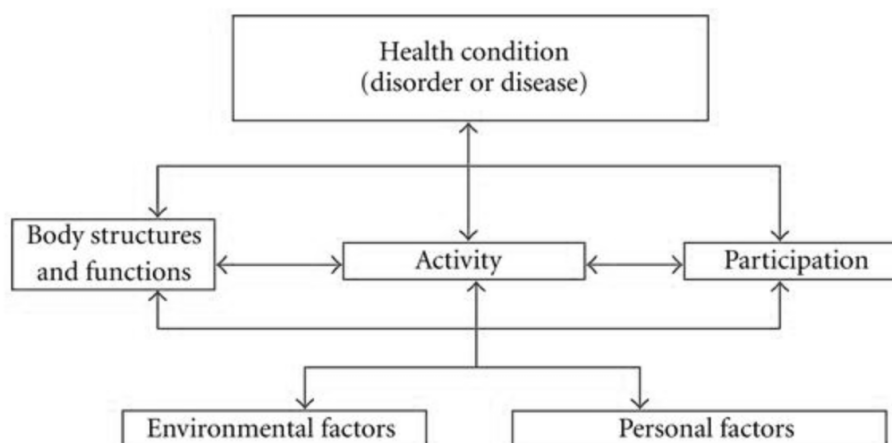 Health condition
(disorder or disease)
Body structures
and functions
Activity
Participation
Environmental factors
Personal factors